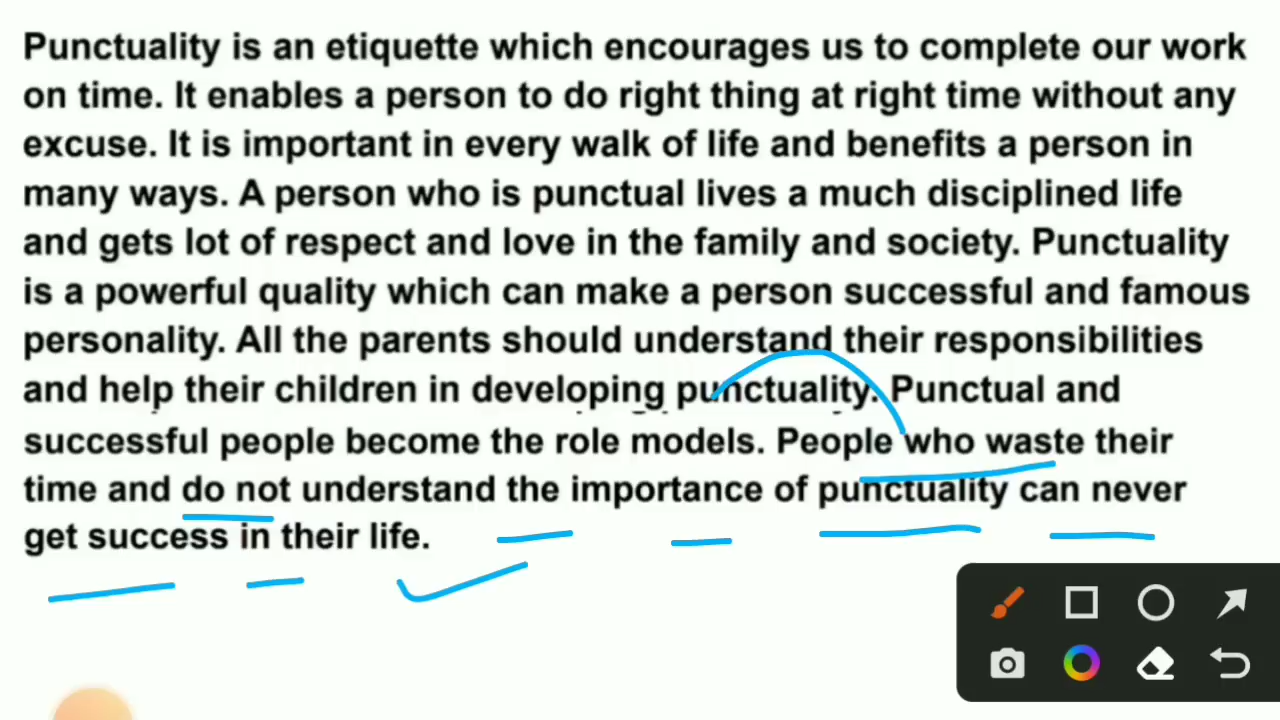 Punctuality is an etiquette which encourages us to complete our work
on time. It enables a person to do right thing at right time without any
excuse. It is important in every walk of life and benefits a person in
many ways. A person who is punctual lives a much disciplined life
and gets lot of respect and love in the family and society. Punctuality
is a powerful quality which can make a person successful and famous
personality. All the parents should understand their responsibilities
and help their children in developing punctuality. Punctual and
successful people become the role models. People who waste their
time and do not understand the importance of punctuality can never
get success in their life.